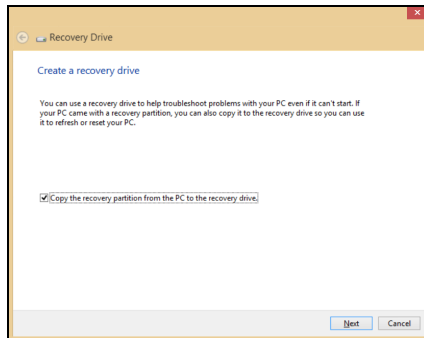 Recovery Drive
Create a recovery drive
You can use a recovery drive to help troubleshoot problems with your PC even if it can't start. If
your PC came with a recovery partition, you can also copy it to the recovery drive so you can use
it to refresh or reset your PC.
Copy the recovery partition from the PC to the recovery drive.
Next Cancel